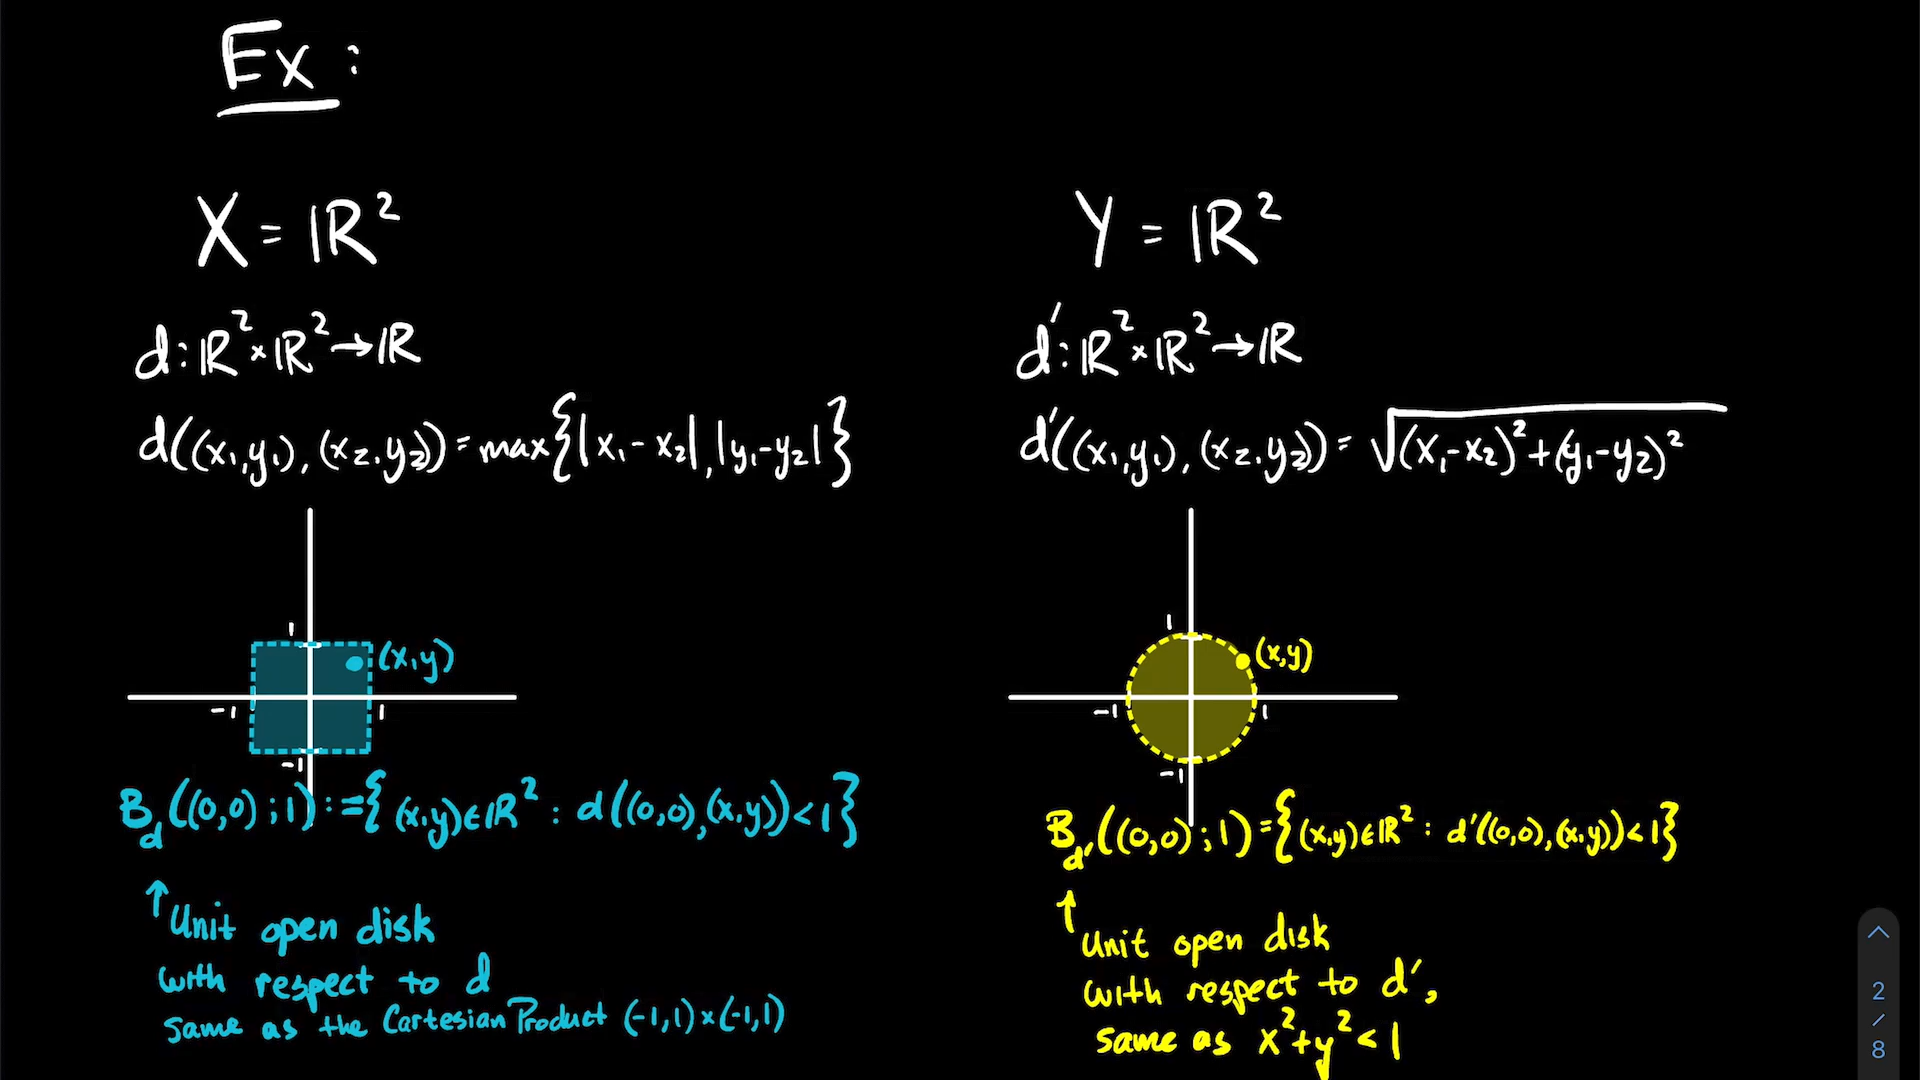 Ex:
X = ℝ²
d: ℝ² × ℝ² → ℝ
d((x₁,y₁), (x₂.y₂)) = max{|x₁ - x₂|, |y₁-y₂|}
1
(x,y)
-1
1
-1
B_d((0,0);1) := {(x,y)∈ℝ² : d((0,0),(x,y))<1}
↑ Unit open disk
with respect to d
same as the Cartesian Product (-1,1)×(-1,1)
Y = ℝ²
d': ℝ² × ℝ² → ℝ
d'((x₁,y₁), (x₂.y₂)) = √((x₁-x₂)²+(y₁-y₂)²)
1
(x,y)
-1
1
-1
B_d'((0,0);1) = {(x,y)∈ℝ² : d'((0,0),(x,y))<1}
↑ Unit open disk
with respect to d',
same as x²+y² < 1
2
/
8